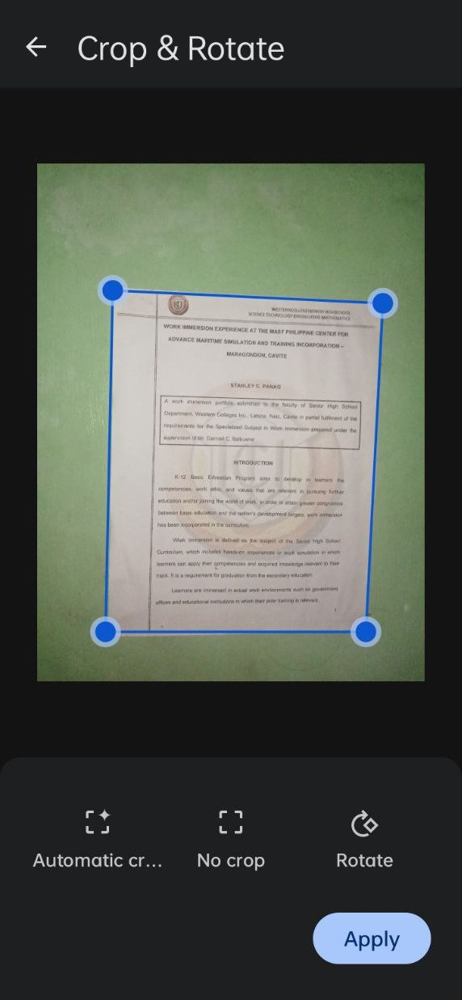 Crop & Rotate
WESTERN COLLEGES SENIOR HIGH SCHOOL
SCIENCE TECHNOLOGY ENGINEERING MATHEMATICS
WORK IMMERSION EXPERIENCE AT THE MAST PHILIPPINE CENTER FOR
ADVANCE MARITIME SIMULATION AND TRAINING INCORPORATION –
MARAGONDON, CAVITE
STANLEY C. PANAG
A work immersion portfolio submitted to the faculty of Senior High School
Department, Western Colleges Inc., Latoria, Naic, Cavite in partial fulfillment of the
requirements for the Specialized Subject in Work Immersion prepared under the
supervision of Mr. C.
INTRODUCTION
K-12 Basic Education Program aims to develop in learners the
competencies, work ethic, and values that are relevant in pursuing further
education and/or joining the world of work. In order to attain greater congruence
between basic education and the nation's development targets, work immersion
has been incorporated in the curriculum.
Work Immersion is defined as the subject of the Senior High School
Curriculum, which includes hands-on experiences or work simulation in which
learners can apply their competencies and acquired knowledge relevant to their
track. It is a requirement for graduation from the secondary education.
Learners are immersed in actual work environments such as government
offices and educational institutions to which their prior training is relevant.
1
Automatic cr...
No crop
Rotate
Apply